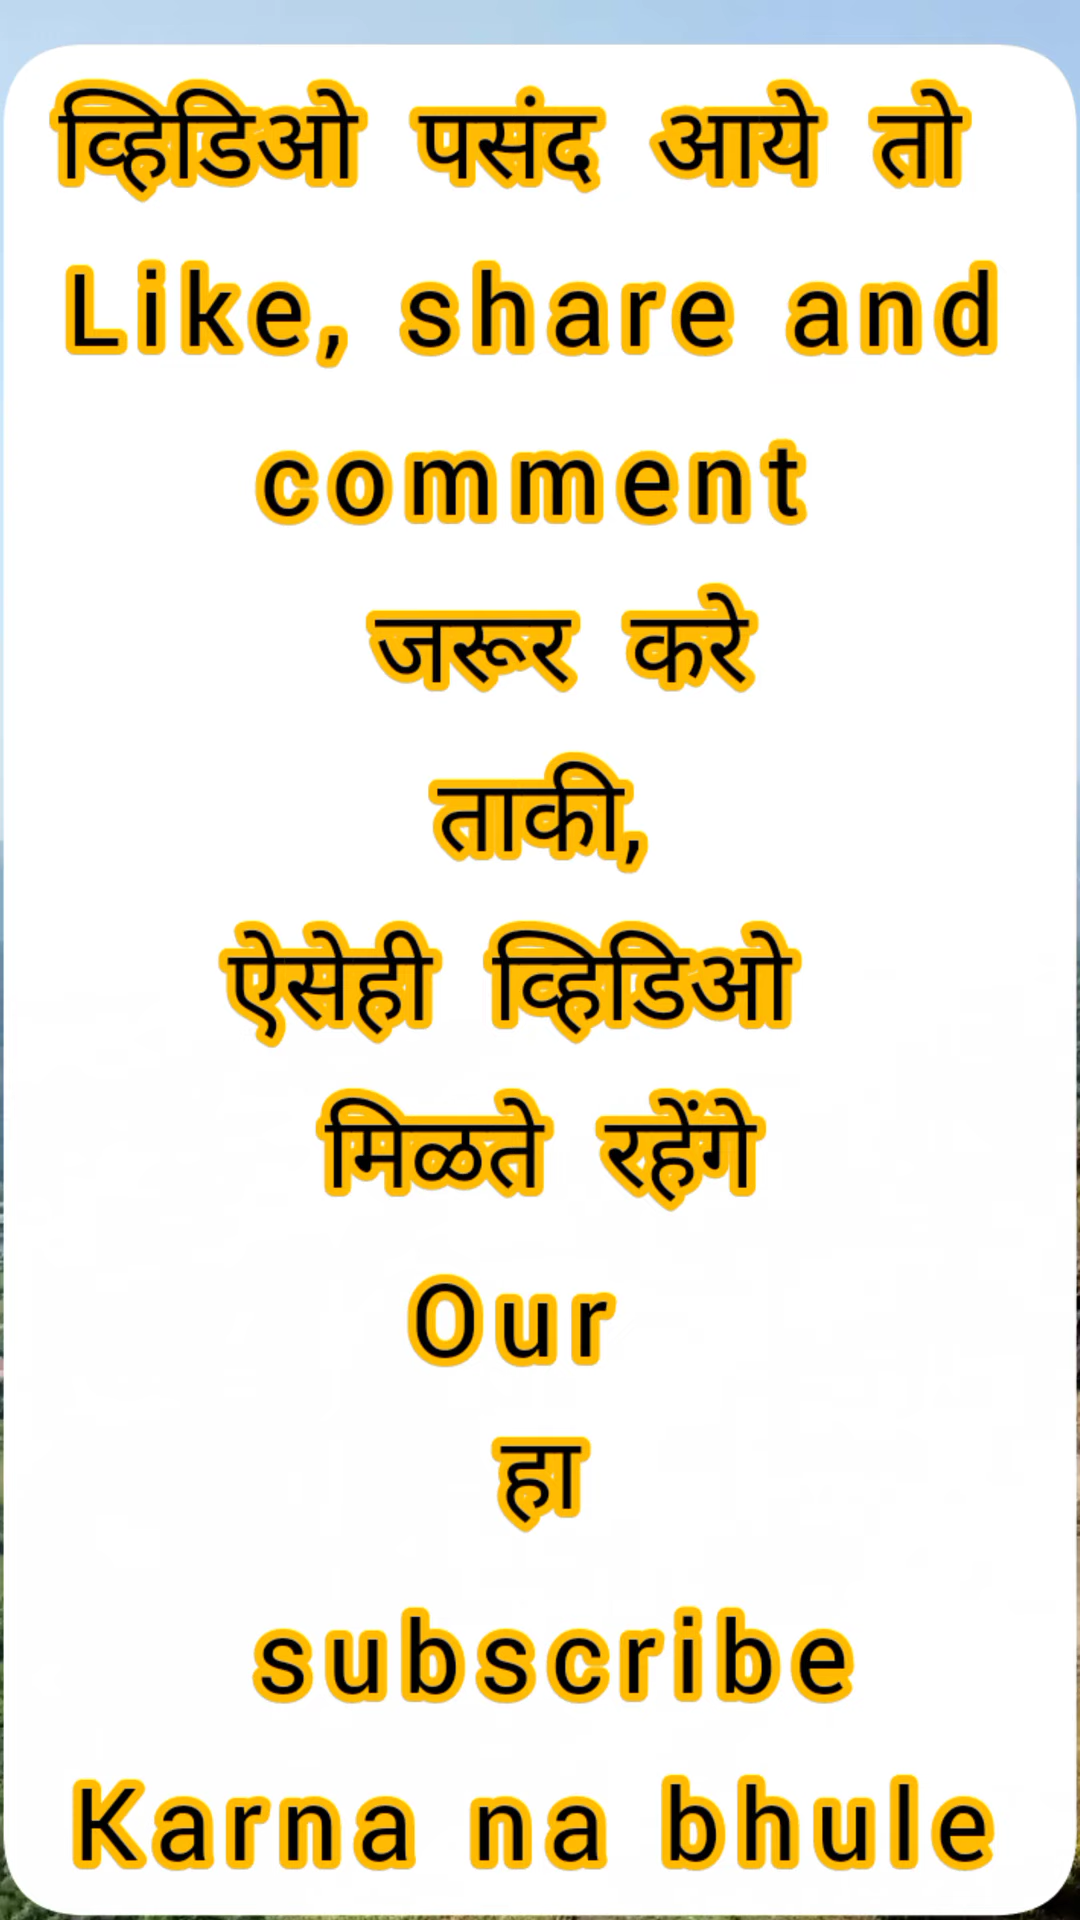 व्हिडिओ पसंद आये तो
Like, share and
comment
जरूर करे
ताकी,
ऐसेही व्हिडिओ
मिळते रहेंगे
Our
हा
subscribe
Karna na bhule